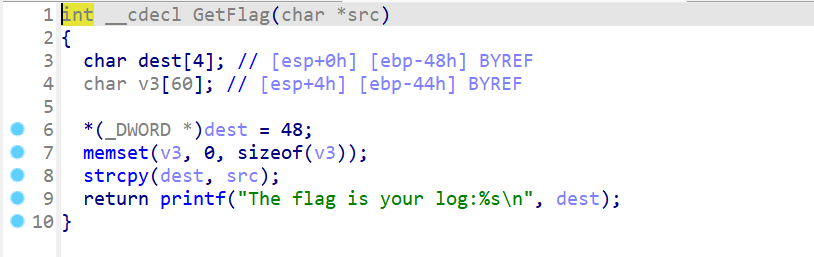 1 int __cdecl GetFlag(char *src)
2 {
3 char dest[4]; // [esp+0h] [ebp-48h] BYREF
4 char v3[60]; // [esp+4h] [ebp-44h] BYREF
5
6 *(_DWORD *)dest = 48;
7 memset(v3, 0, sizeof(v3));
8 strcpy(dest, src);
9 return printf("The flag is your log:%s\n", dest);
10 }